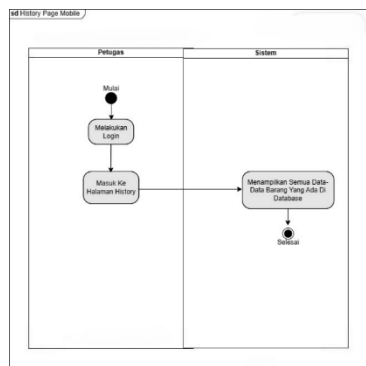 sd History Page Mobile
Petugas
Sistem
Mulai
Melakukan
Login
Masuk Ke
Halaman History
Menampilkan Semua Data-
Data Barang Yang Ada Di
Database
Selesai